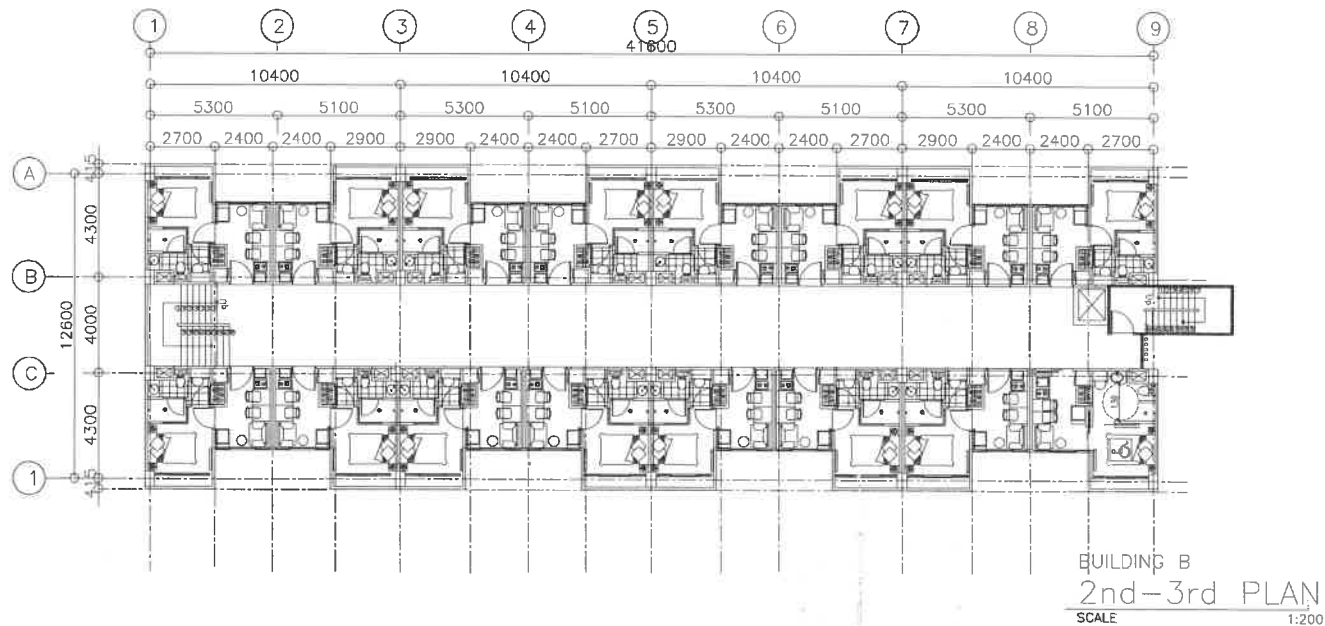 1 2 3 4 5 6 7 8 9
41600
10400 10400 10400 10400
5300 5100 5300 5100 5300 5100 5300 5100
2700 2400 2400 2900 2900 2400 2400 2700 2900 2400 2400 2700 2900 2400 2400 2700
A
415
4300
B
12600
4000
C
4300
1
415
BUILDING B
2nd-3rd PLAN
SCALE 1:200